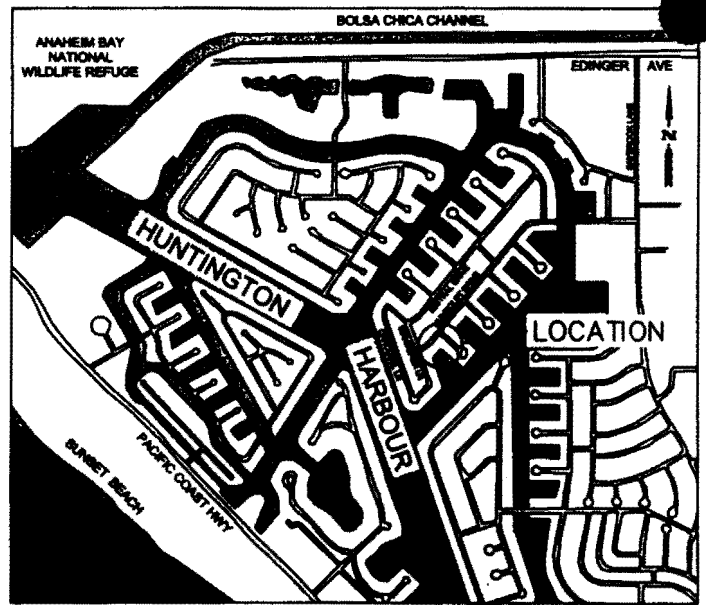 BOLSA CHICA CHANNEL
ANAHEIM BAY
NATIONAL
WILDLIFE REFUGE
EDINGER AVE
N
HUNTINGTON
LOCATION
HARBOUR
PACIFIC COAST HWY
SUNSET BEACH